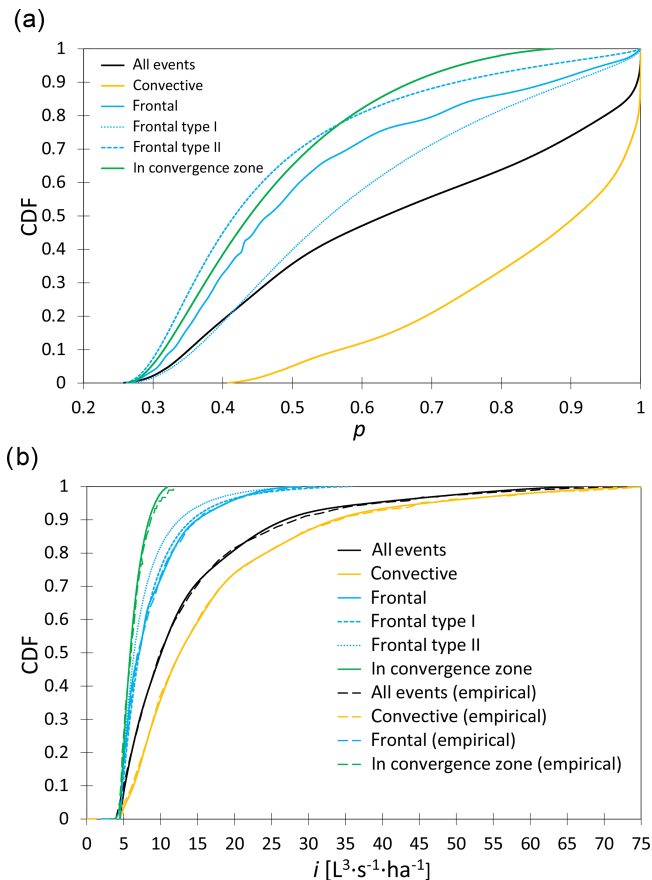 (a)
1
0.9
0.8
0.7
0.6
0.5
0.4
0.3
0.2
0.1
0
CDF
All events
Convective
Frontal
Frontal type I
Frontal type II
In convergence zone
0.2 0.3 0.4 0.5 0.6 0.7 0.8 0.9 1
p
(b)
1
0.9
0.8
0.7
0.6
0.5
0.4
0.3
0.2
0.1
0
CDF
All events
Convective
Frontal
Frontal type I
Frontal type II
In convergence zone
All events (empirical)
Convective (empirical)
Frontal (empirical)
In convergence zone (empirical)
0 5 10 15 20 25 30 35 40 45 50 55 60 65 70 75
i [L³·s⁻¹·ha⁻¹]